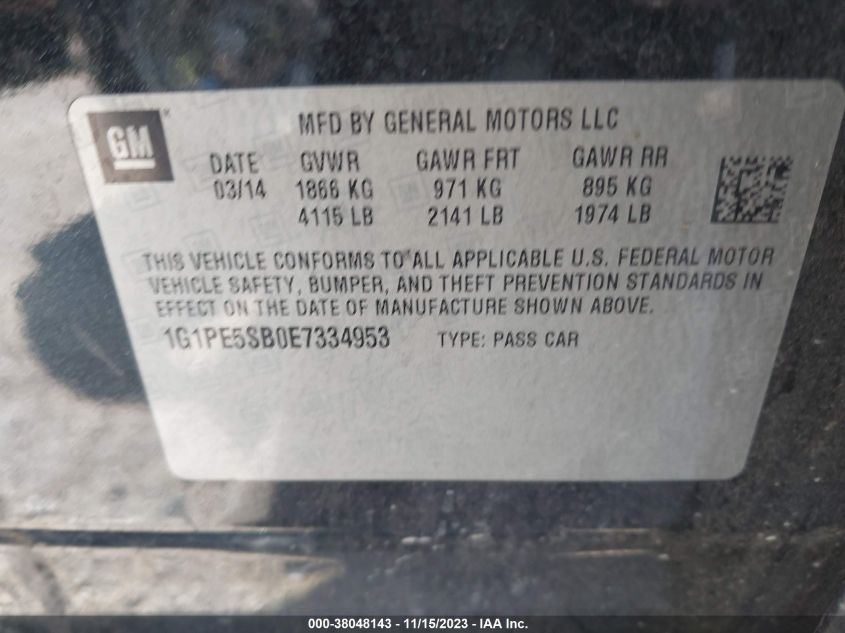 GM
MFD BY GENERAL MOTORS LLC
DATE GVWR GAWR FRT GAWR RR
03/14 1866 KG 971 KG 895 KG
4115 LB 2141 LB 1974 LB
THIS VEHICLE CONFORMS TO ALL APPLICABLE U.S. FEDERAL MOTOR
VEHICLE SAFETY, BUMPER, AND THEFT PREVENTION STANDARDS IN
EFFECT ON THE DATE OF MANUFACTURE SHOWN ABOVE.
1G1PE5SB0E7334953 TYPE: PASS CAR
000-38048143 - 11/15/2023 - IAA Inc.